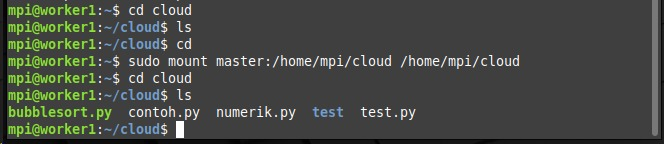 mpi@worker1:~$ cd cloud
mpi@worker1:~/cloud$ ls
mpi@worker1:~/cloud$ cd
mpi@worker1:~$ sudo mount master:/home/mpi/cloud /home/mpi/cloud
mpi@worker1:~$ cd cloud
mpi@worker1:~/cloud$ ls
bubblesort.py  contoh.py  numerik.py  test  test.py
mpi@worker1:~/cloud$